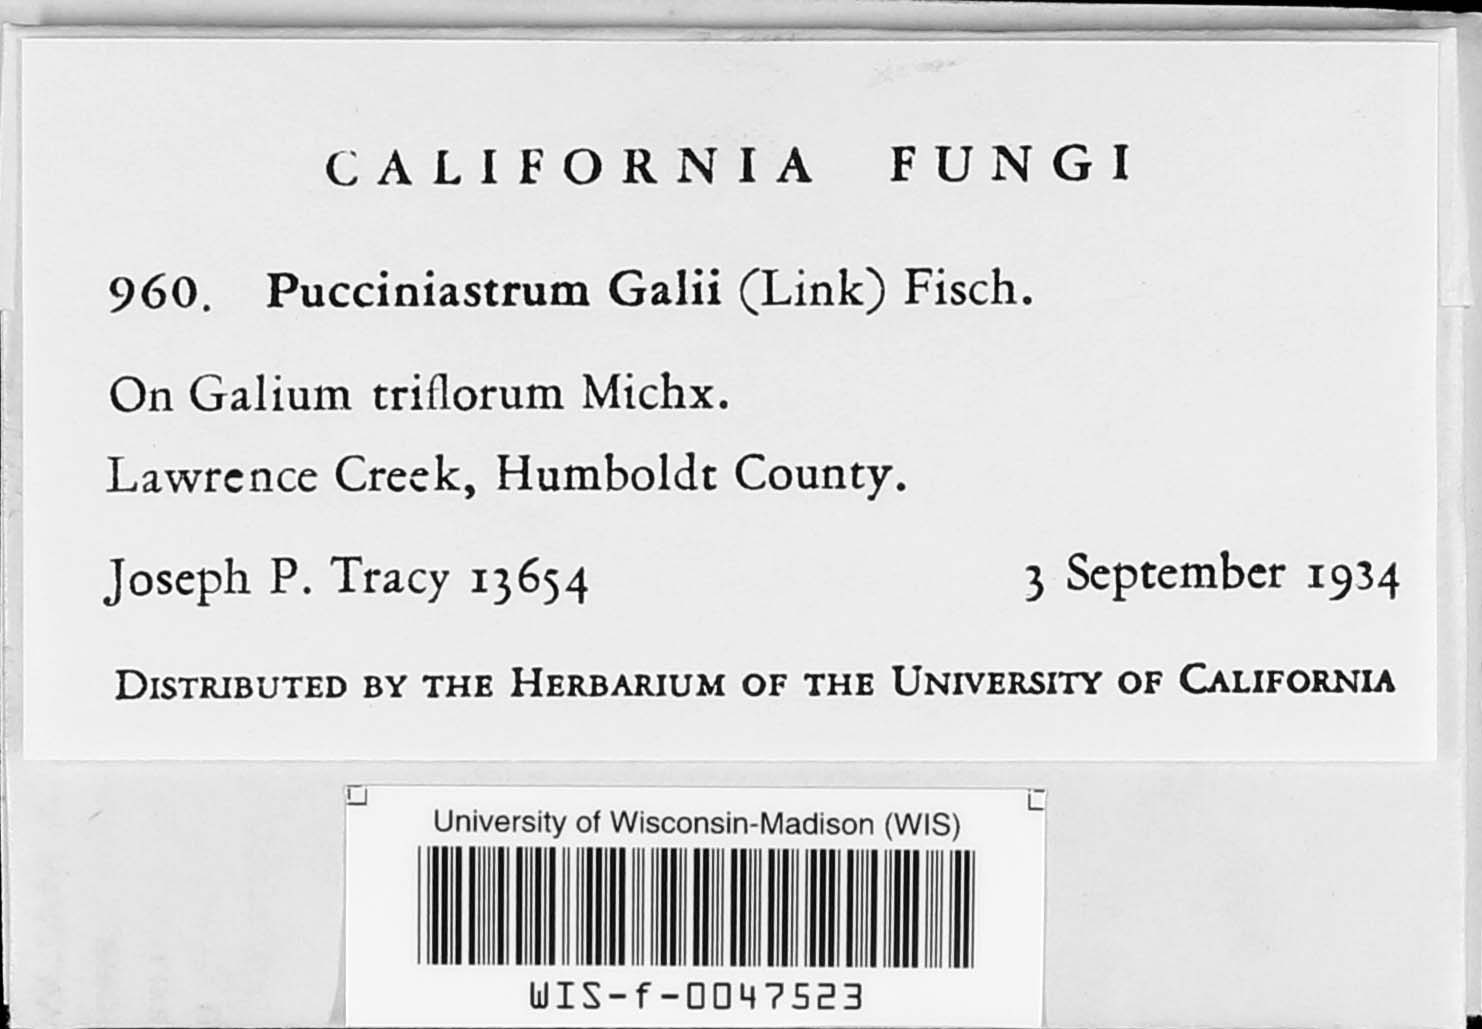 CALIFORNIA FUNGI
960. Pucciniastrum Galii (Link) Fisch.
On Galium triflorum Michx.
Lawrence Creek, Humboldt County.
Joseph P. Tracy 13654 3 September 1934
DISTRIBUTED BY THE HERBARIUM OF THE UNIVERSITY OF CALIFORNIA
University of Wisconsin-Madison (WIS)
WIS-f-0047523